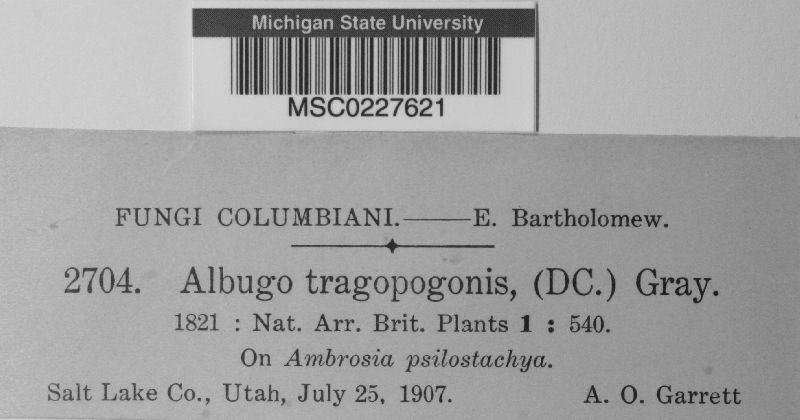 Michigan State University
MSC0227621
FUNGI COLUMBIANI.——E. Bartholomew.
2704. Albugo tragopogonis, (DC.) Gray.
1821 : Nat. Arr. Brit. Plants 1 : 540.
On Ambrosia psilostachya.
Salt Lake Co., Utah, July 25, 1907. A. O. Garrett